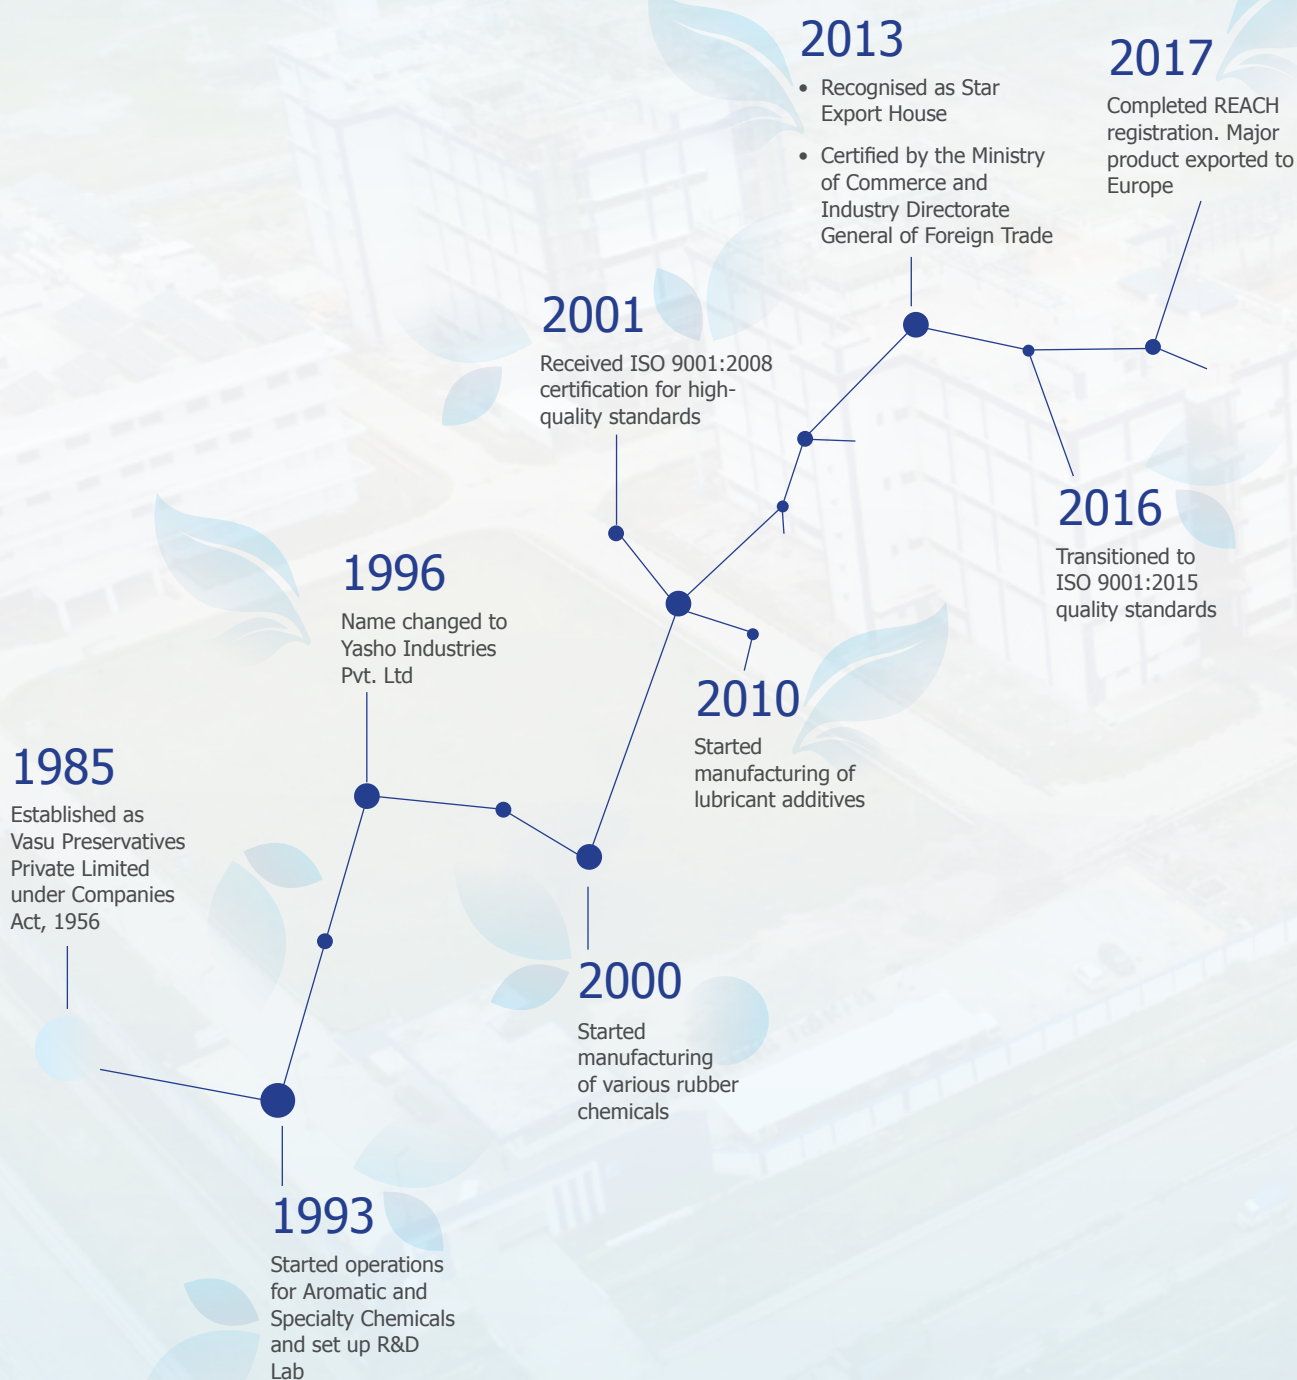 1985
Established as
Vasu Preservatives
Private Limited
under Companies
Act, 1956
1993
Started operations
for Aromatic and
Specialty Chemicals
and set up R&D
Lab
1996
Name changed to
Yasho Industries
Pvt. Ltd
2000
Started
manufacturing
of various rubber
chemicals
2001
Received ISO 9001:2008
certification for high-
quality standards
2010
Started
manufacturing of
lubricant additives
2013
• Recognised as Star
Export House
• Certified by the Ministry
of Commerce and
Industry Directorate
General of Foreign Trade
2016
Transitioned to
ISO 9001:2015
quality standards
2017
Completed REACH
registration. Major
product exported to
Europe